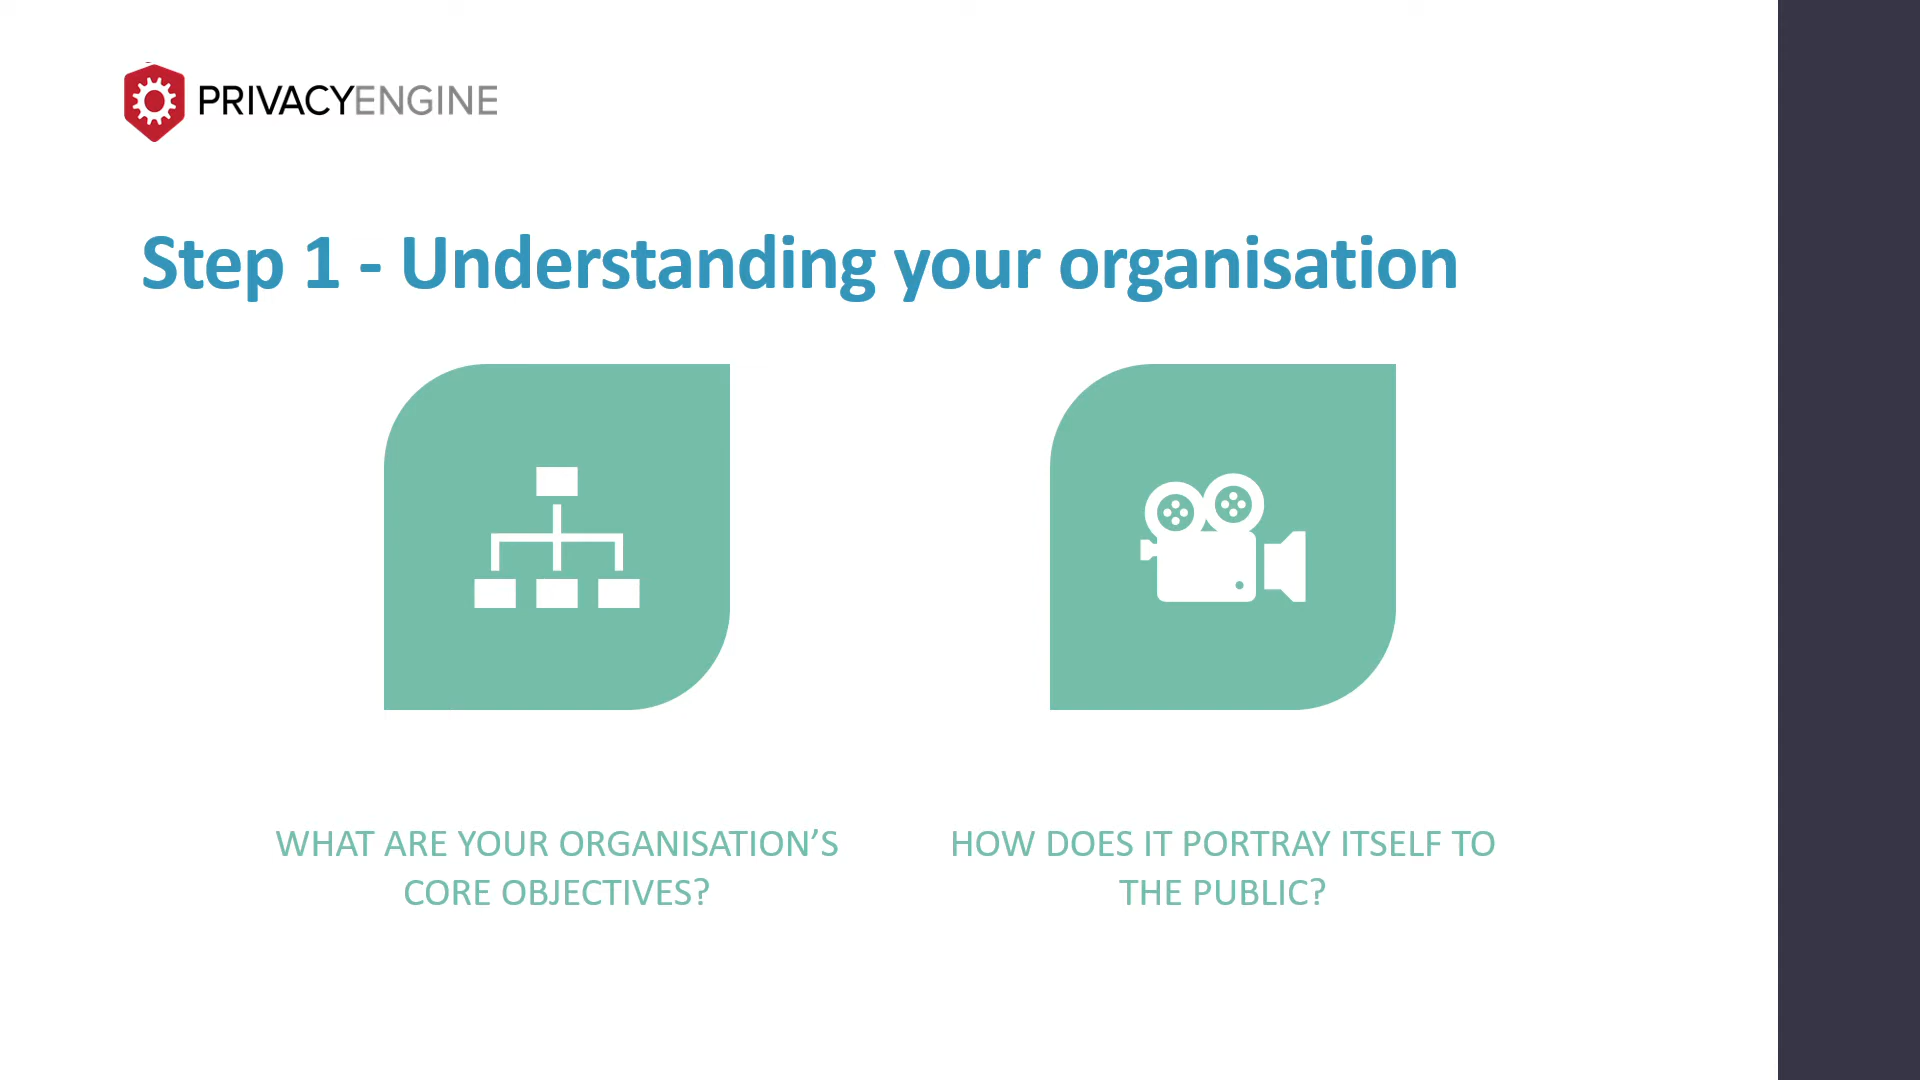 PRIVACYENGINE
Step 1 - Understanding your organisation
WHAT ARE YOUR ORGANISATION’S
CORE OBJECTIVES?
HOW DOES IT PORTRAY ITSELF TO
THE PUBLIC?